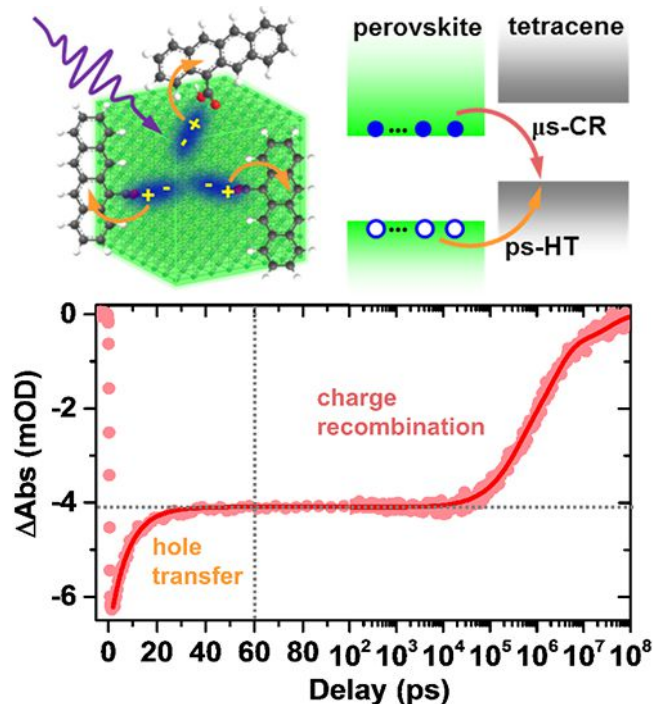 perovskite tetracene
+
-
- -
+ +
μs-CR
ps-HT
0
-2
-4
-6
ΔAbs (mOD)
charge
recombination
hole
transfer
0 20 40 60 80 10² 10³ 10⁴ 10⁵ 10⁶ 10⁷ 10⁸
Delay (ps)